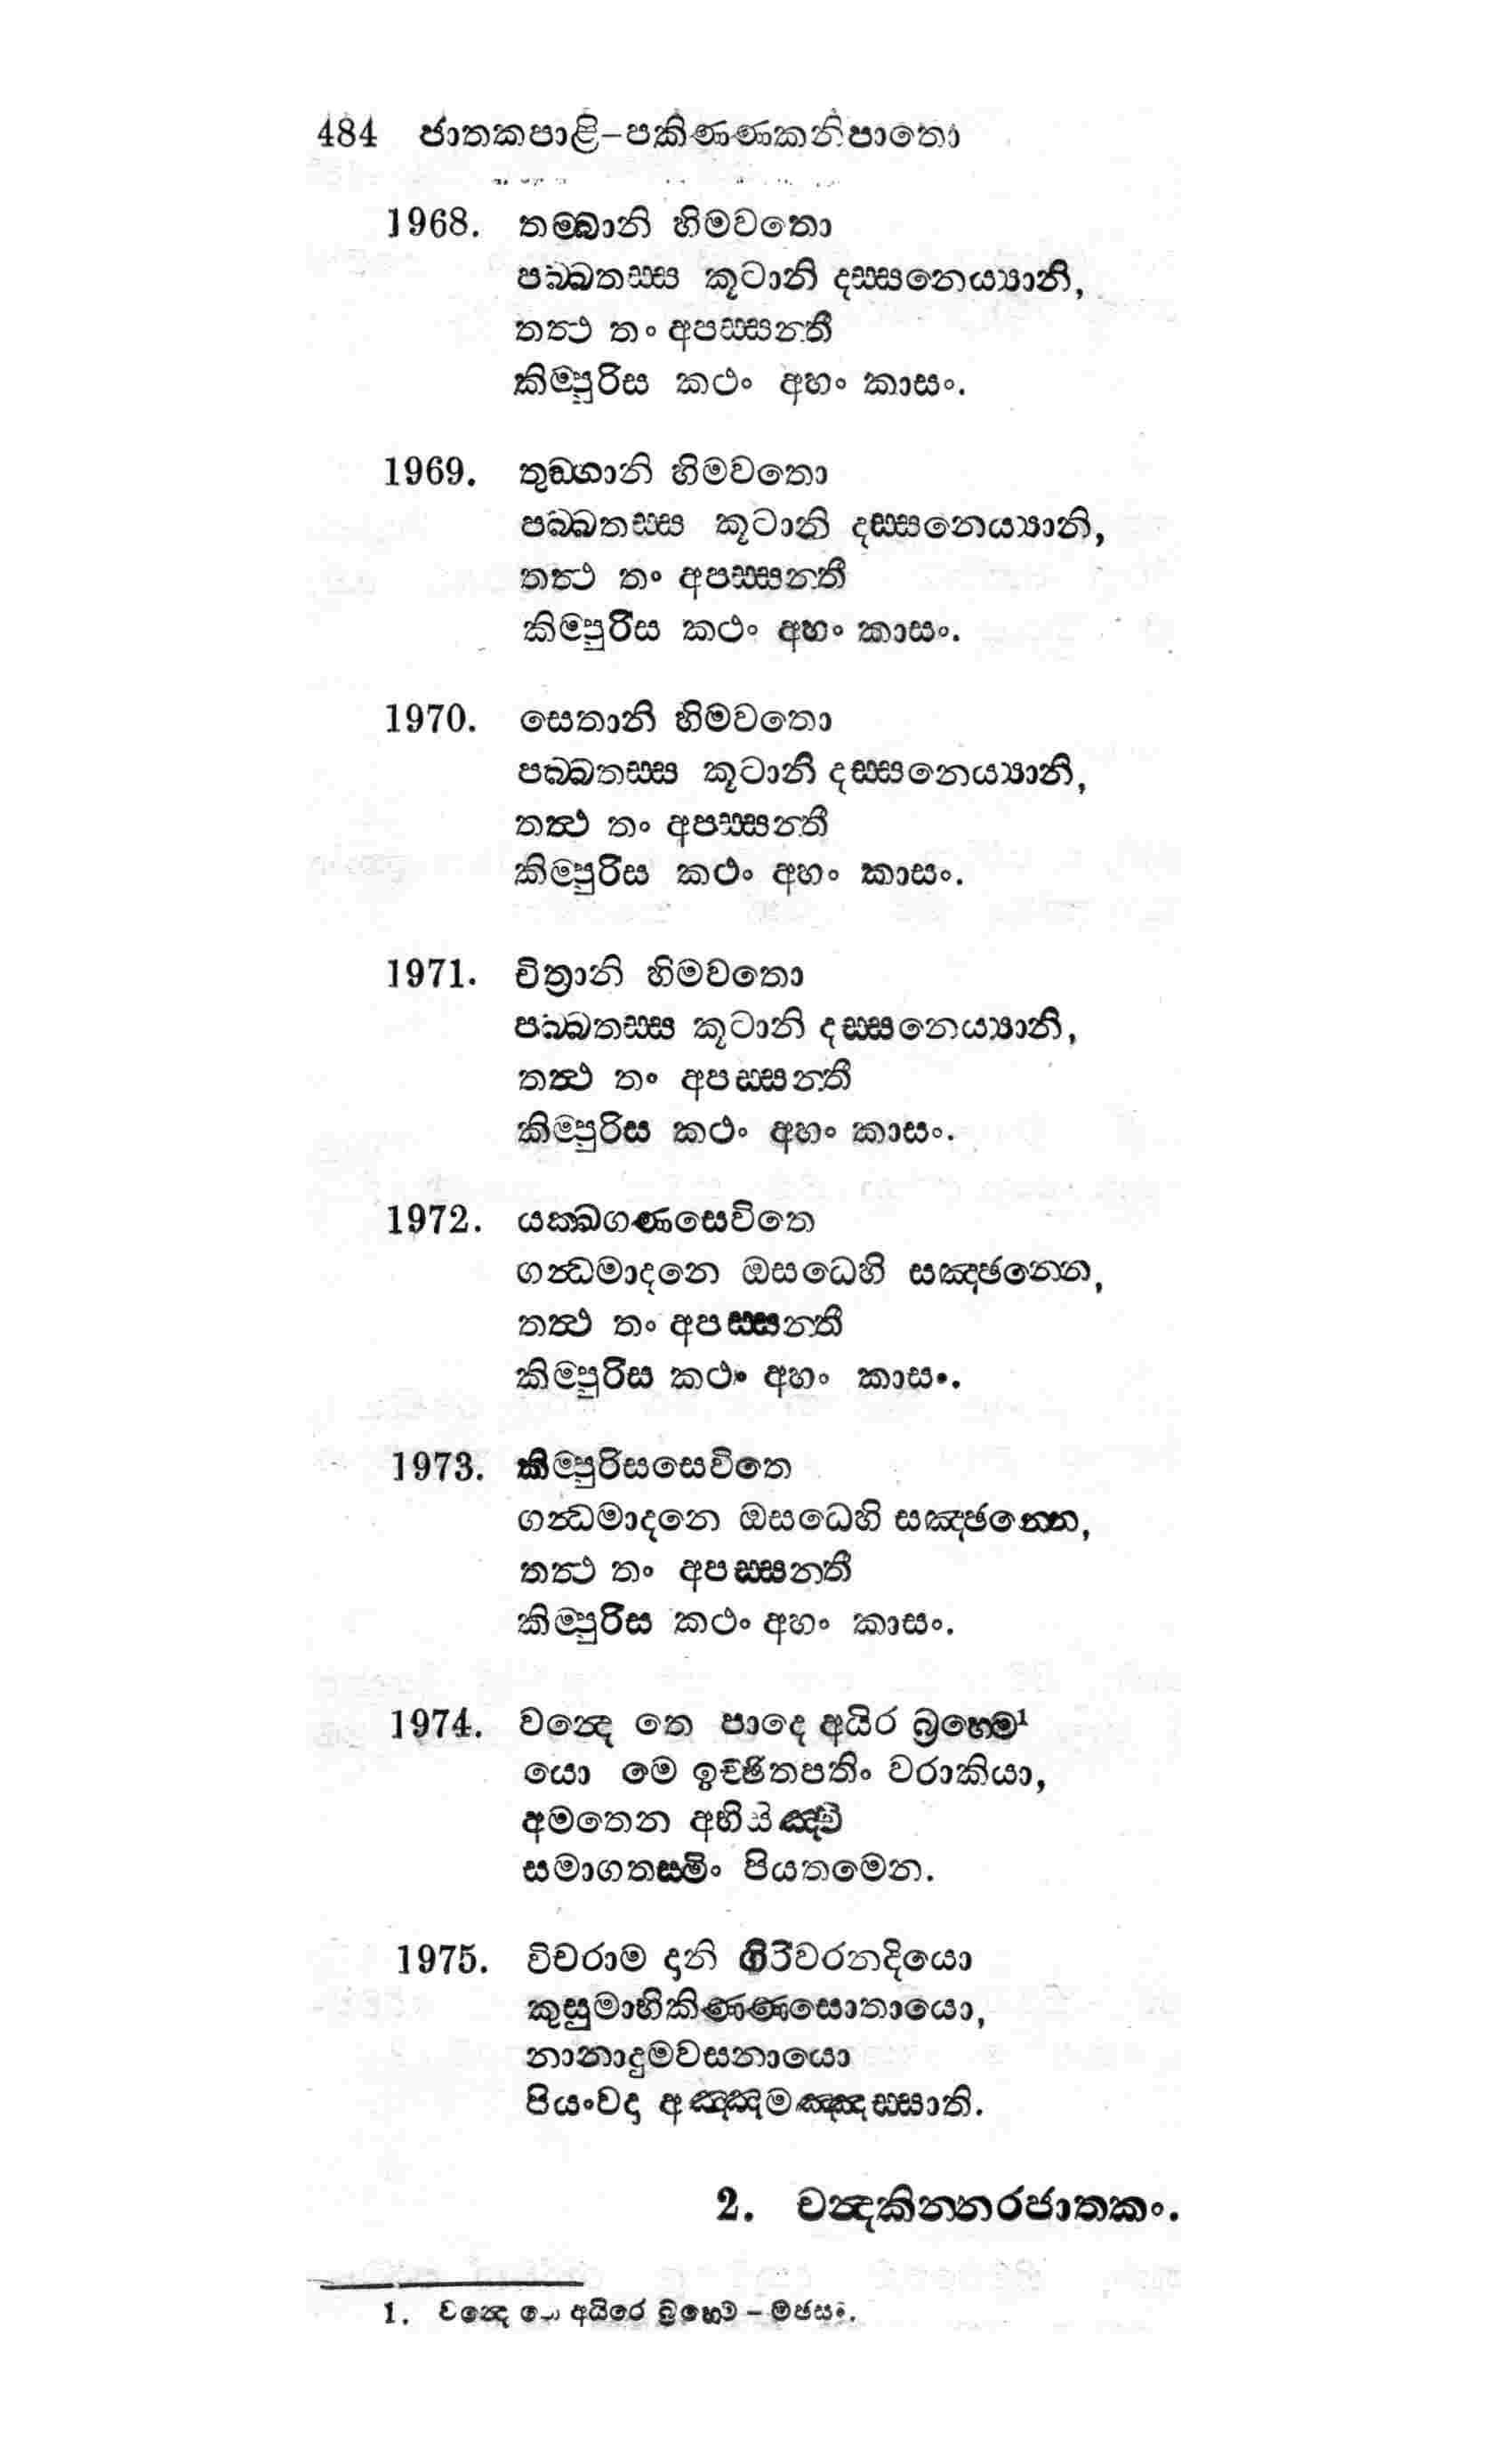 484 ජාතකපාළි-පකිණ්ණකනිපාතො
1968. තම්බානි හිමවතො
පබ්බතස්ස කූටානි දස්සනෙය්‍යානි,
තත්‍ථ තං අපස්සන්තී
කිම්පුරිස කථං අහං කාසං.
1969. තුඞ්ගානි හිමවතො
පබ්බතස්ස කූටානි දස්සනෙය්‍යානි,
තත්‍ථ තං අපස්සන්තී
කිම්පුරිස කථං අහං කාසං.
1970. සෙතානි හිමවතො
පබ්බතස්ස කූටානි දස්සනෙය්‍යානි,
තත්‍ථ තං අපස්සන්තී
කිම්පුරිස කථං අහං කාසං.
1971. චිත්‍රානි හිමවතො
පබ්බතස්ස කූටානි දස්සනෙය්‍යානි,
තත්‍ථ තං අපස්සන්තී
කිම්පුරිස කථං අහං කාසං.
1972. යක්ඛගණසෙවිතෙ
ගන්‍ධමාදනෙ ඔසධෙහි සඤ්ඡන්නෙ,
තත්‍ථ තං අපස්සන්තී
කිම්පුරිස කථං අහං කාසං.
1973. කිම්පුරිසසෙවිතෙ
ගන්‍ධමාදනෙ ඔසධෙහි සඤ්ඡන්නෙ,
තත්‍ථ තං අපස්සන්තී
කිම්පුරිස කථං අහං කාසං.
1974. වන්‍දෙ තෙ පාදෙ අයිර බ්‍රහ්මෙ1
යො මෙ ඉච්ඡිතපතිං වරාකියා,
අමතෙන අභිසිඤ්චි
සමාගතස්මිං පියතමෙන.
1975. විචරාම දානි ගිරිවරනදියො
කුසුමාභිකිණ්ණසොතායො,
නානාදුමවසනායො
පියංවදා අඤ්ඤමඤ්ඤස්සාති.
2. චන්‍දකින්නරජාතකං.
1. වන්‍දෙ අයිරෙ බ්‍රහ්මෙ - මජසං.